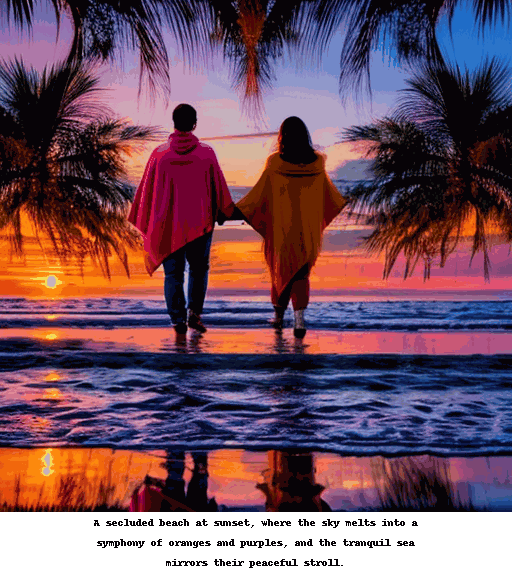 A secluded beach at sunset, where the sky melts into a
symphony of oranges and purples, and the tranquil sea
mirrors their peaceful stroll.